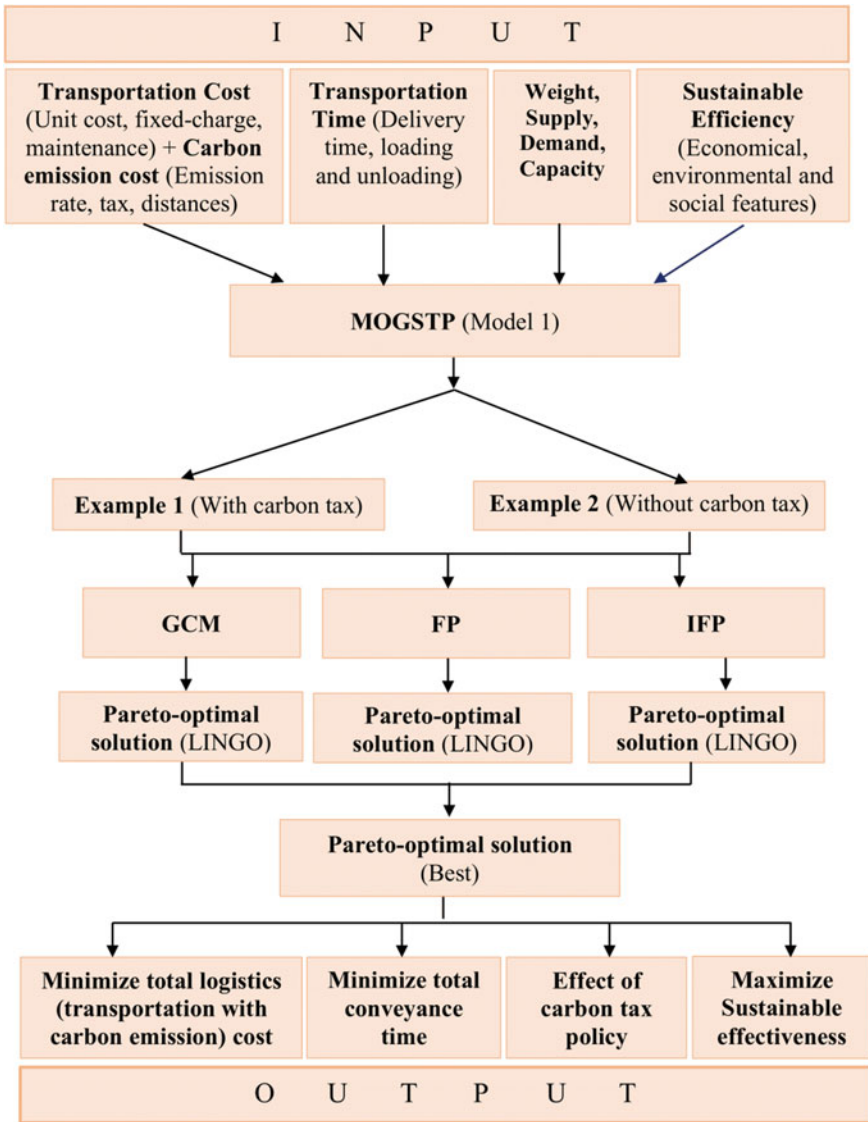 I N P U T
Transportation Cost
(Unit cost, fixed-charge,
maintenance) + Carbon
emission cost (Emission
rate, tax, distances)
Transportation
Time (Delivery
time, loading
and unloading)
Weight,
Supply,
Demand,
Capacity
Sustainable
Efficiency
(Economical,
environmental and
social features)
MOGSTP (Model 1)
Example 1 (With carbon tax)
Example 2 (Without carbon tax)
GCM
FP
IFP
Pareto-optimal
solution (LINGO)
Pareto-optimal
solution (LINGO)
Pareto-optimal
solution (LINGO)
Pareto-optimal solution
(Best)
Minimize total logistics
(transportation with
carbon emission) cost
Minimize total
conveyance
time
Effect of
carbon tax
policy
Maximize
Sustainable
effectiveness
O U T P U T